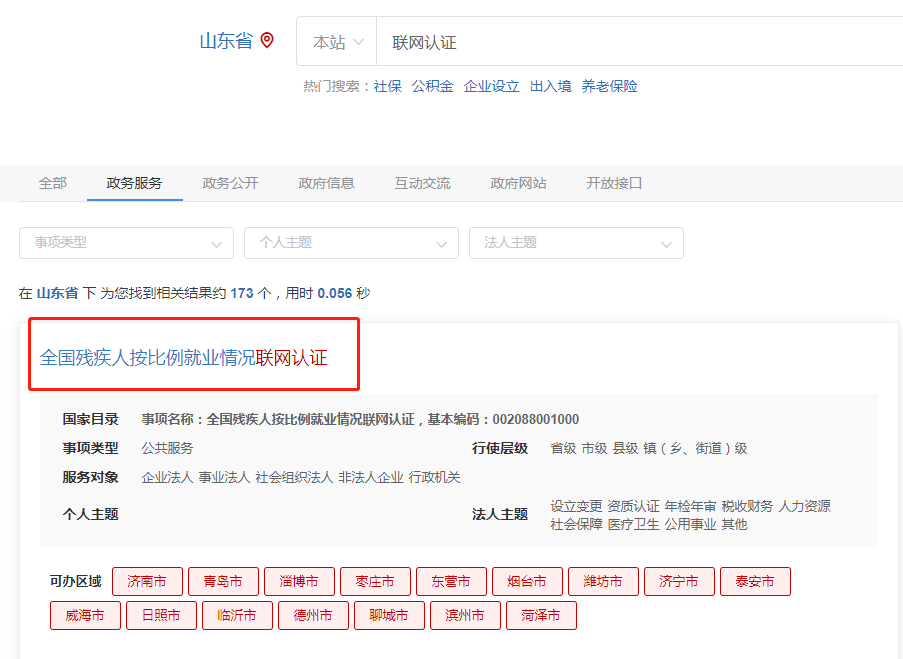 山东省 本站 联网认证
热门搜索：社保 公积金 企业设立 出入境 养老保险
全部 政务服务 政务公开 政府信息 互动交流 政府网站 开放接口
事项类型 个人主题 法人主题
在 山东省 下 为您找到相关结果约 173 个，用时 0.056 秒
全国残疾人按比例就业情况联网认证
国家目录 事项名称：全国残疾人按比例就业情况联网认证，基本编码：002088001000
事项类型 公共服务 行使层级 省级 市级 县级 镇（乡、街道）级
服务对象 企业法人 事业法人 社会组织法人 非法人企业 行政机关
个人主题 法人主题 设立变更 资质认证 年检年审 税收财务 人力资源
社会保障 医疗卫生 公用事业 其他
可办区域 济南市 青岛市 淄博市 枣庄市 东营市 烟台市 潍坊市 济宁市 泰安市
威海市 日照市 临沂市 德州市 聊城市 滨州市 菏泽市